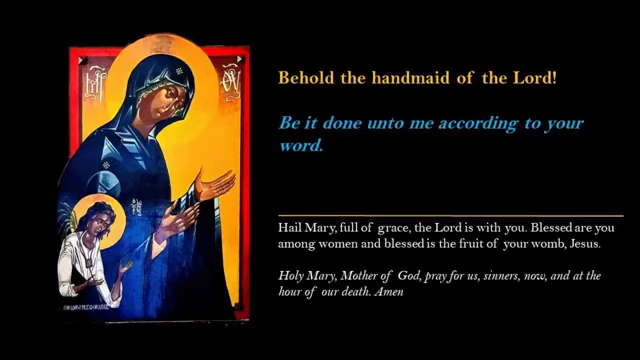 Behold the handmaid of the Lord!
Be it done unto me according to your
word.
Hail Mary, full of grace, the Lord is with you. Blessed are you
among women and blessed is the fruit of your womb, Jesus.
Holy Mary, Mother of God, pray for us, sinners, now, and at the
hour of our death. Amen